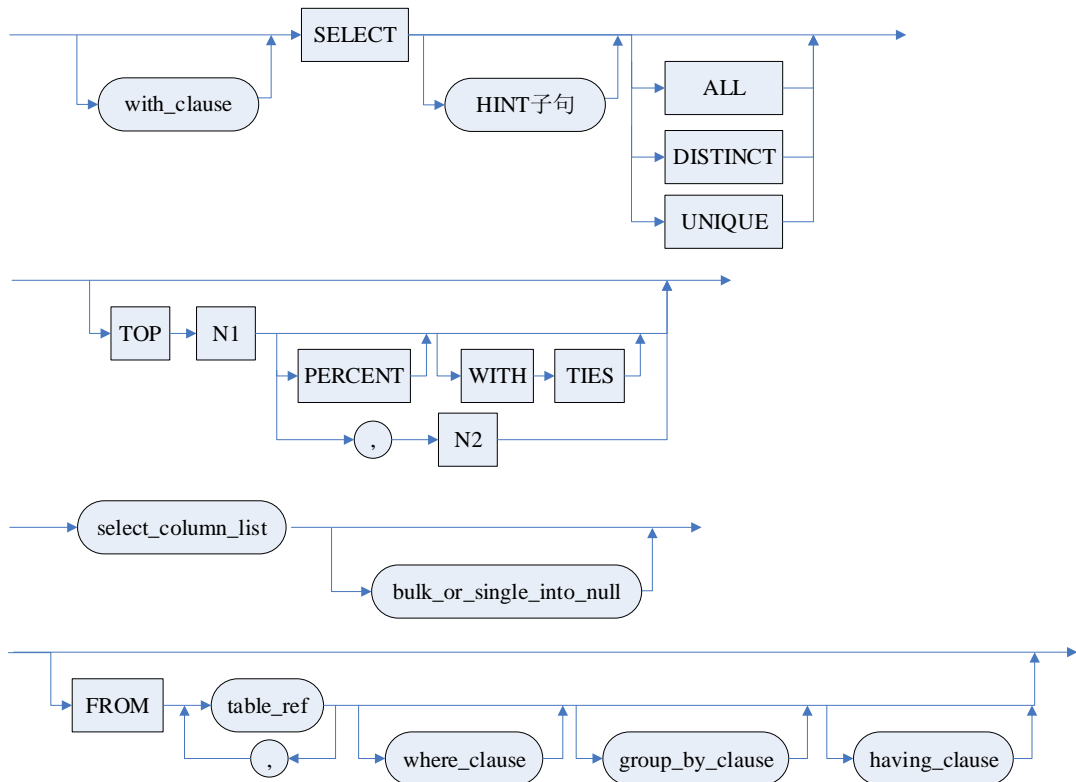 SELECT
with_clause
HINT子句
ALL
DISTINCT
UNIQUE
TOP N1
PERCENT WITH TIES
, N2
select_column_list
bulk_or_single_into_null
FROM table_ref
, where_clause group_by_clause having_clause